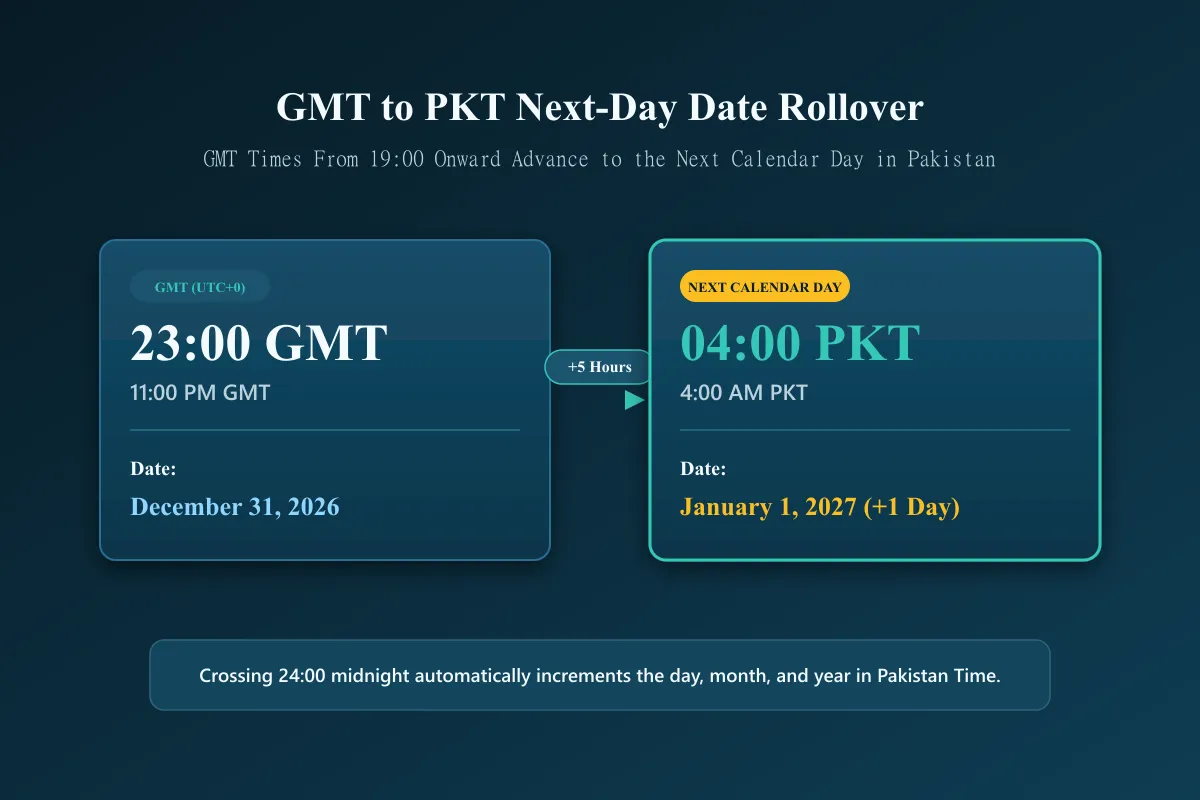 GMT to PKT Next-Day Date Rollover
GMT Times From 19:00 Onward Advance to the Next Calendar Day in Pakistan
GMT (UTC+0)
23:00 GMT
11:00 PM GMT
Date:
December 31, 2026
+5 Hours
NEXT CALENDAR DAY
04:00 PKT
4:00 AM PKT
Date:
January 1, 2027 (+1 Day)
Crossing 24:00 midnight automatically increments the day, month, and year in Pakistan Time.